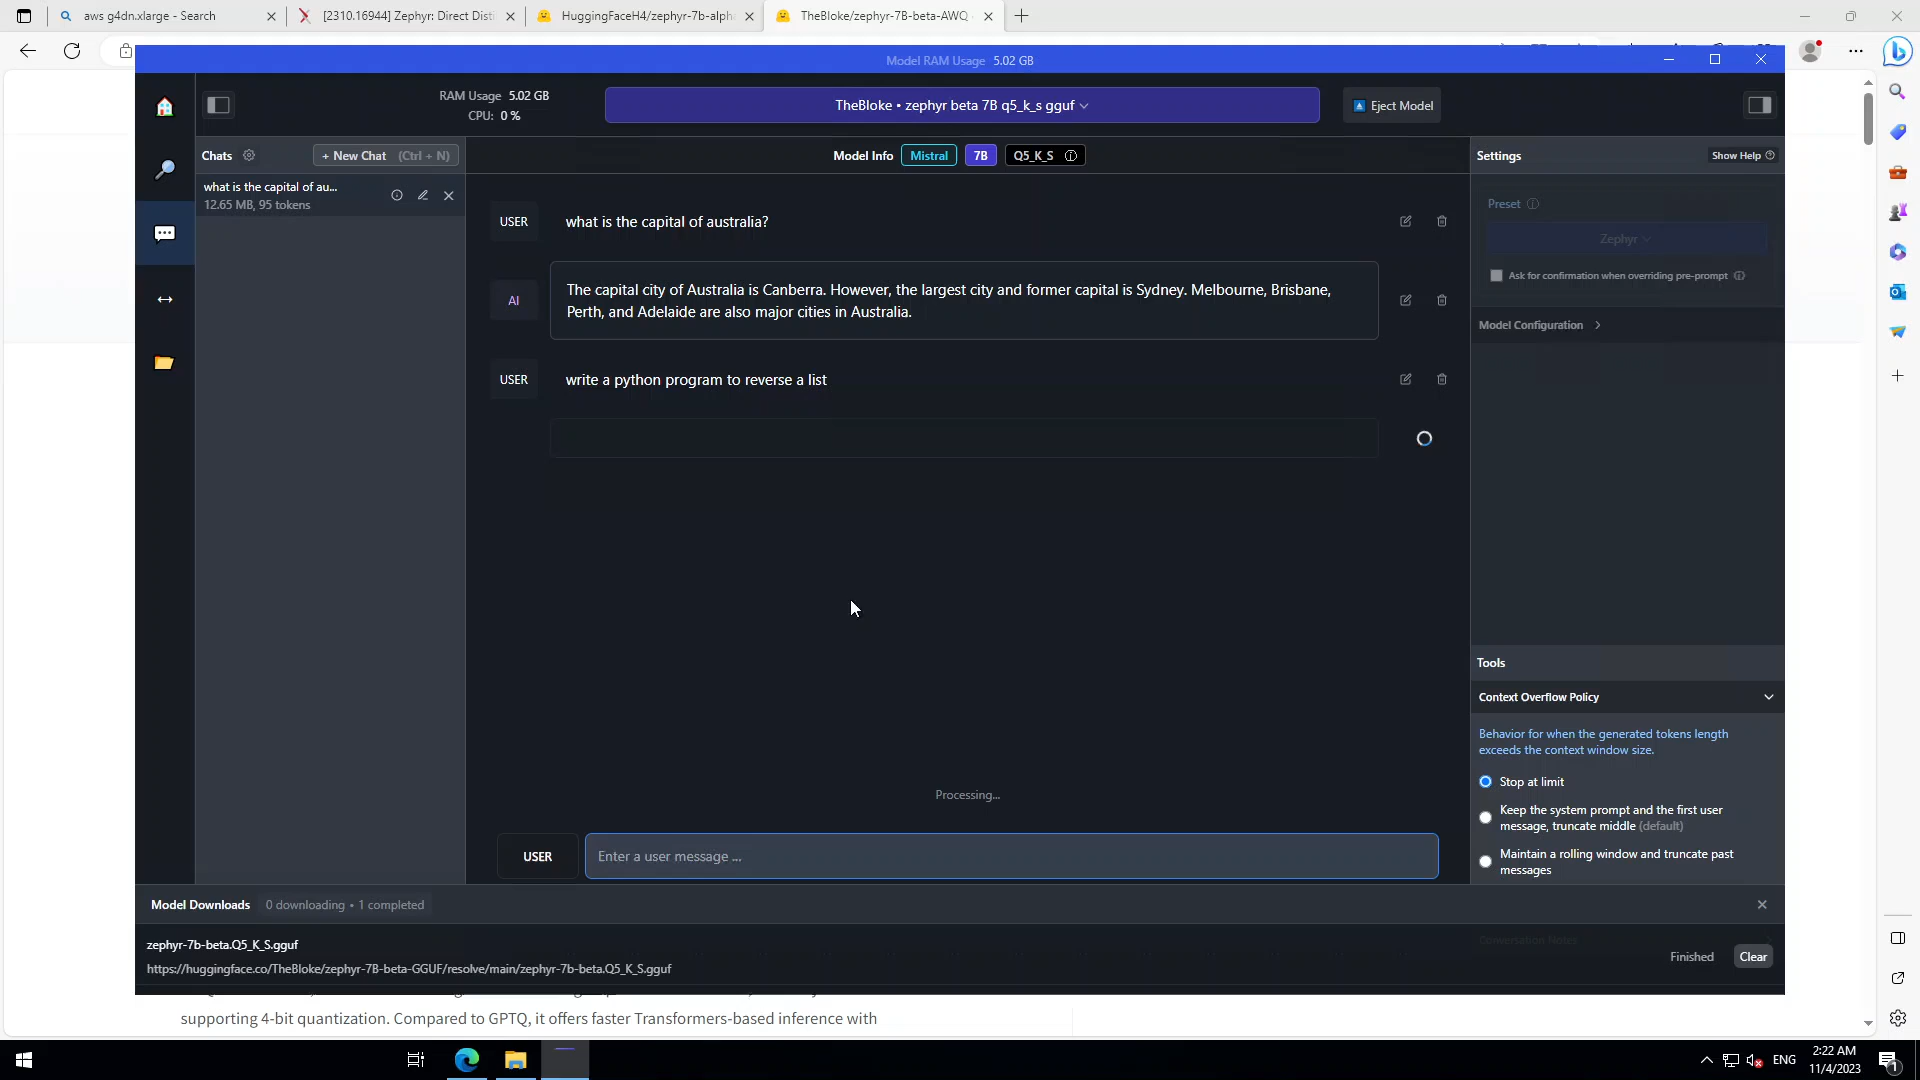 aws g4dn.xlarge - Search
[2310.16944] Zephyr: Direct Disti
HuggingFaceH4/zephyr-7b-alph
TheBloke/zephyr-7B-beta-AWQ
Model RAM Usage 5.02 GB
RAM Usage 5.02 GB
CPU: 0 %
TheBloke • zephyr beta 7B q5_k_s gguf
Eject Model
Chats
+ New Chat (Ctrl + N)
Model Info Mistral 7B Q5_K_S
Settings
Show Help
what is the capital of au...
12.65 MB, 95 tokens
USER
what is the capital of australia?
AI
The capital city of Australia is Canberra. However, the largest city and former capital is Sydney. Melbourne, Brisbane,
Perth, and Adelaide are also major cities in Australia.
USER
write a python program to reverse a list
Preset
Zephyr
Ask for confirmation when overriding pre-prompt
Model Configuration
Tools
Context Overflow Policy
Behavior for when the generated tokens length
exceeds the context window size.
Stop at limit
Keep the system prompt and the first user
message, truncate middle (default)
Maintain a rolling window and truncate past
messages
Processing...
USER
Enter a user message ...
Model Downloads 0 downloading • 1 completed
zephyr-7b-beta.Q5_K_S.gguf
https://huggingface.co/TheBloke/zephyr-7B-beta-GGUF/resolve/main/zephyr-7b-beta.Q5_K_S.gguf
Conversation Notes
Finished
Clear
supporting 4-bit quantization. Compared to GPTQ, it offers faster Transformers-based inference with
ENG
2:22 AM
11/4/2023
1